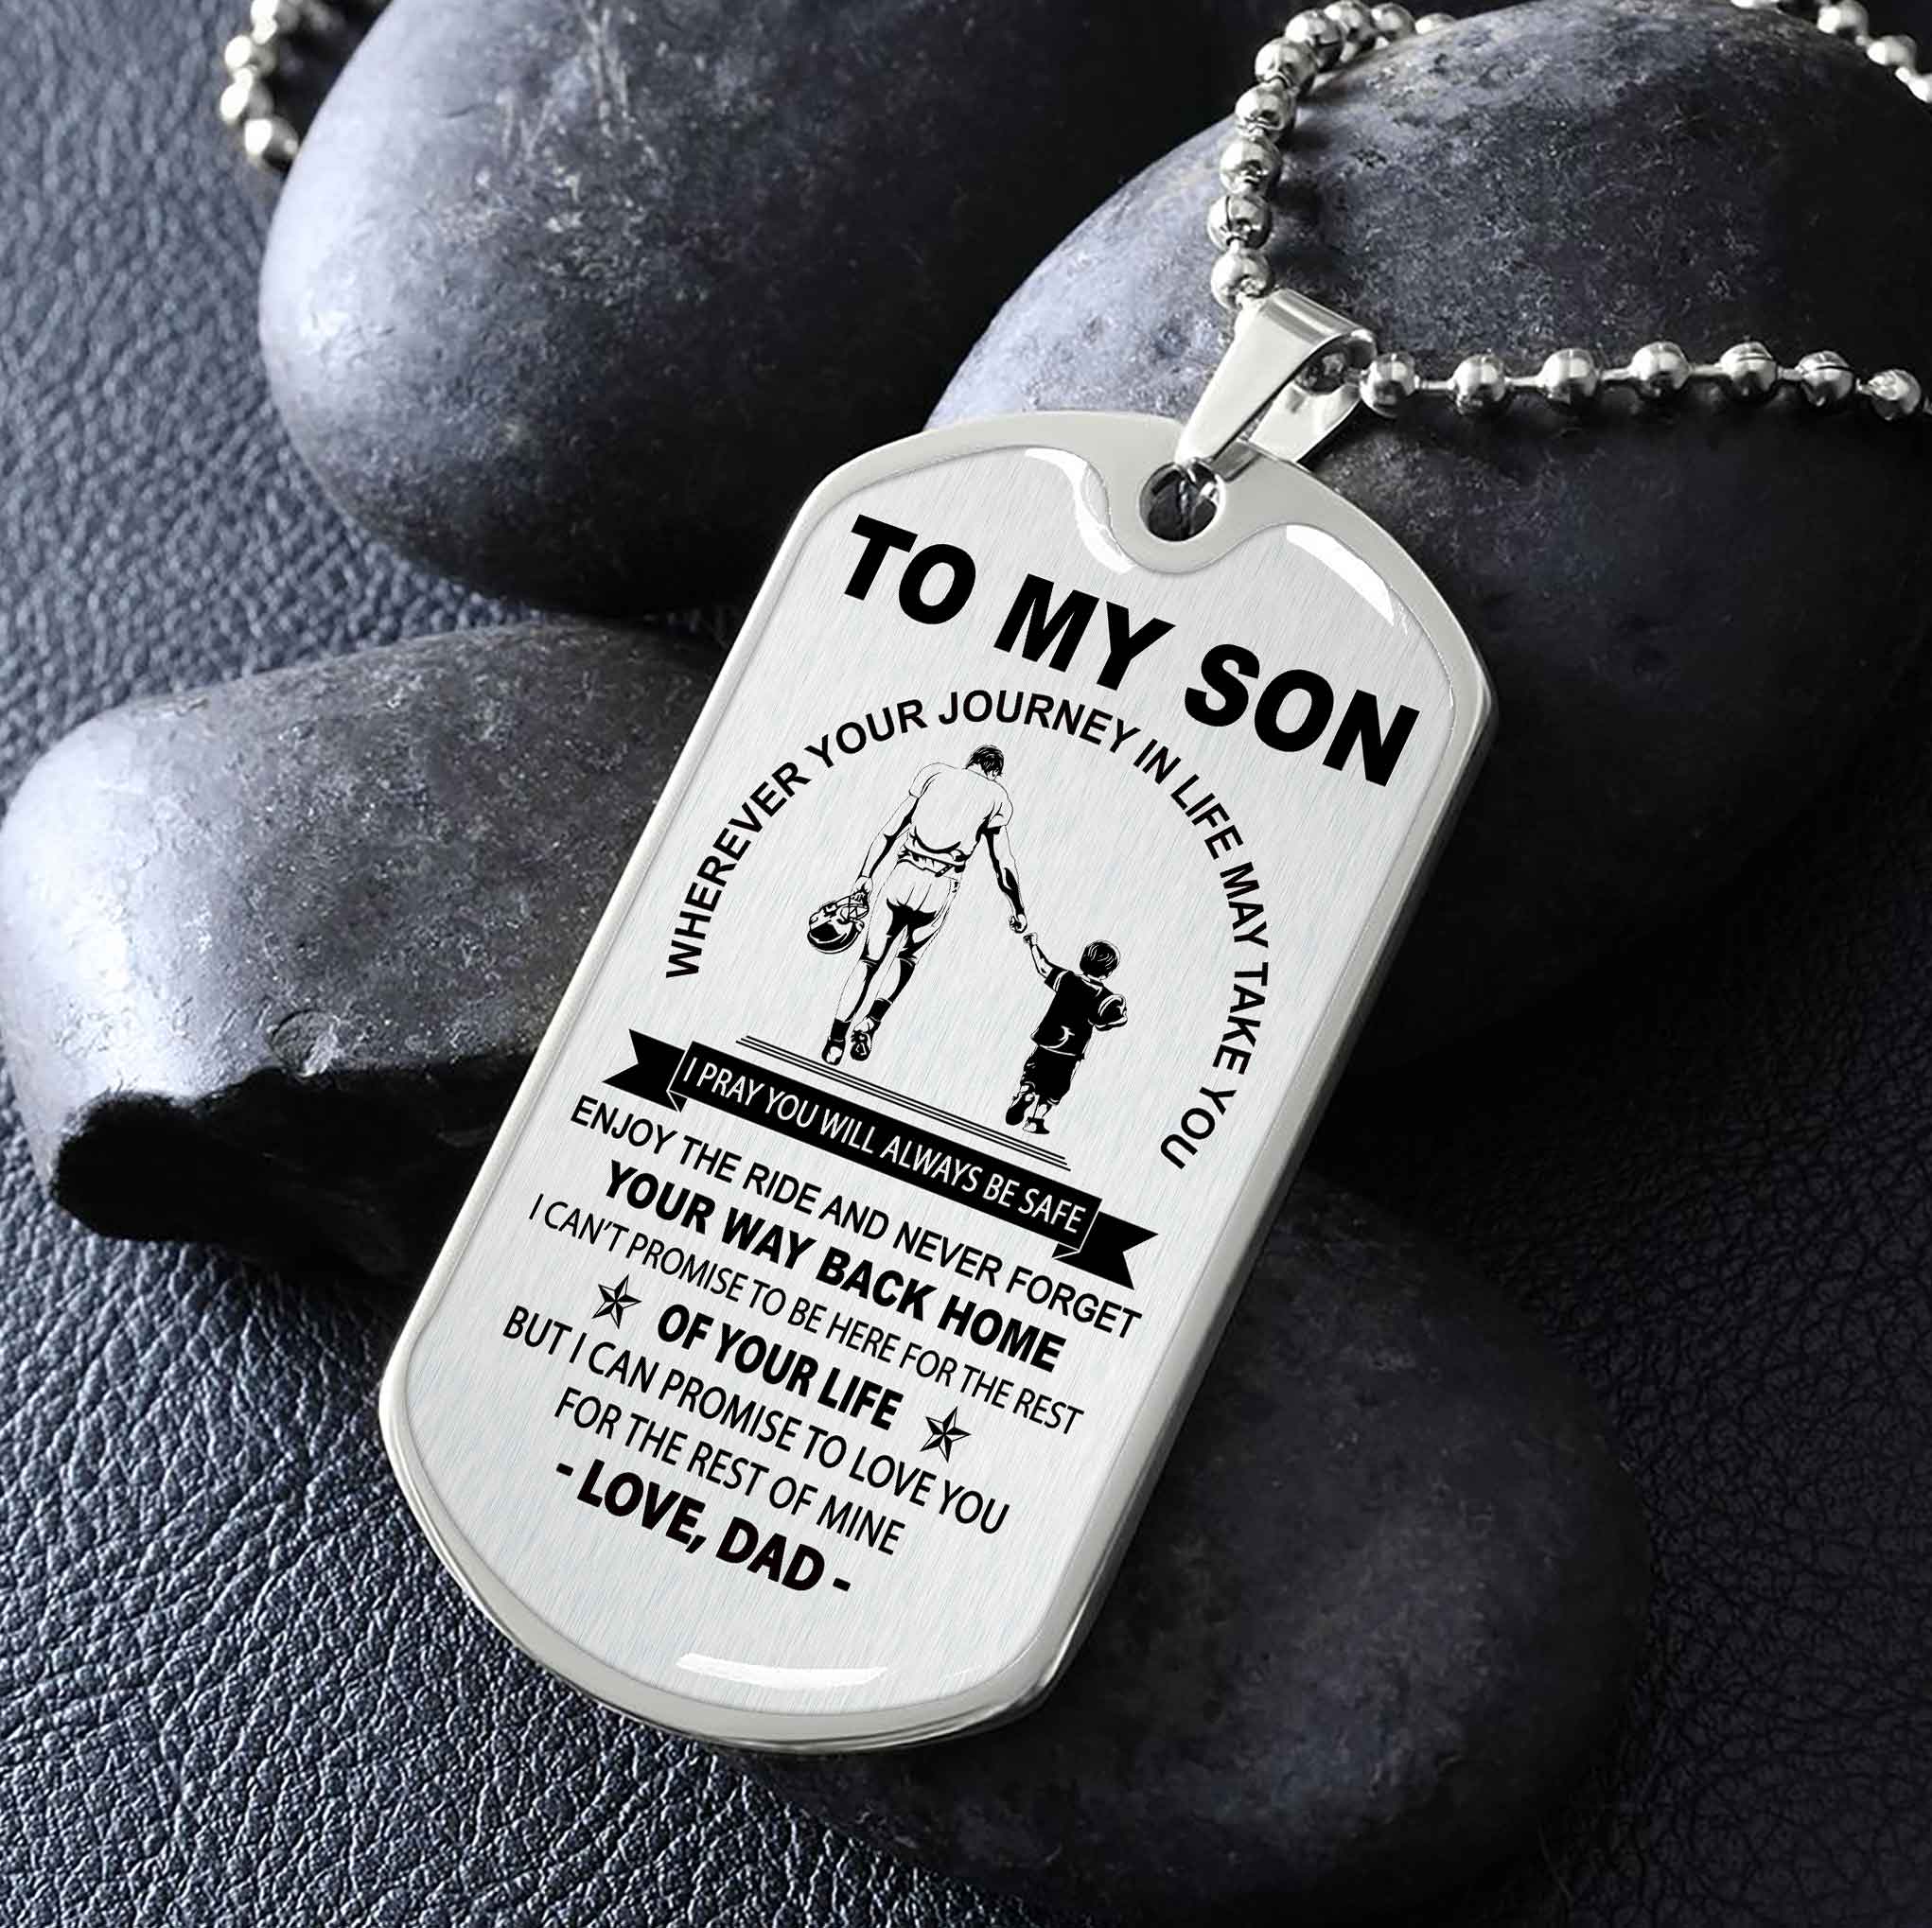 TO MY SON
WHEREVER YOUR JOURNEY IN LIFE MAY TAKE YOU
I PRAY YOU WILL ALWAYS BE SAFE
ENJOY THE RIDE AND NEVER FORGET
YOUR WAY BACK HOME
I CAN'T PROMISE TO BE HERE FOR THE REST
OF YOUR LIFE
BUT I CAN PROMISE TO LOVE YOU
FOR THE REST OF MINE
- LOVE, DAD -